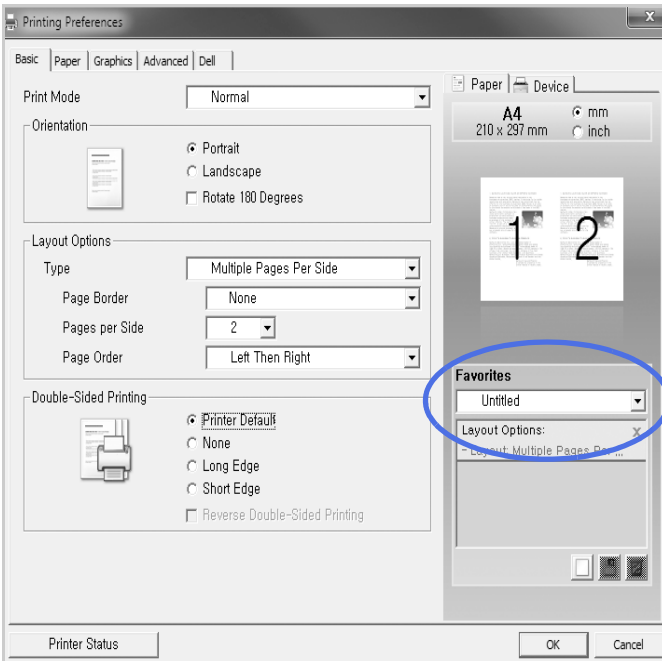 Printing Preferences
x
Basic Paper Graphics Advanced Dell
Print Mode Normal
Orientation
Portrait
Landscape
Rotate 180 Degrees
Layout Options
Type Multiple Pages Per Side
Page Border None
Pages per Side 2
Page Order Left Then Right
Double-Sided Printing
Printer Default
None
Long Edge
Short Edge
Reverse Double-Sided Printing
Paper Device
A4
210 x 297 mm
mm
inch
1 2
Favorites
Untitled
Layout Options: x
- Layout: Multiple Pages Per ...
Printer Status OK Cancel